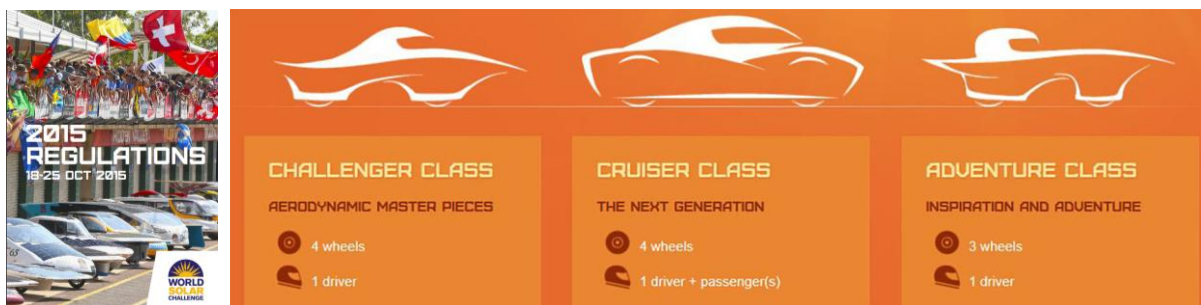 2015
REGULATIONS
18-25 OCT 2015
WORLD
SOLAR
CHALLENGE
CHALLENGER CLASS
AERODYNAMIC MASTER PIECES
4 wheels
1 driver
CRUISER CLASS
THE NEXT GENERATION
4 wheels
1 driver + passenger(s)
ADVENTURE CLASS
INSPIRATION AND ADVENTURE
3 wheels
1 driver